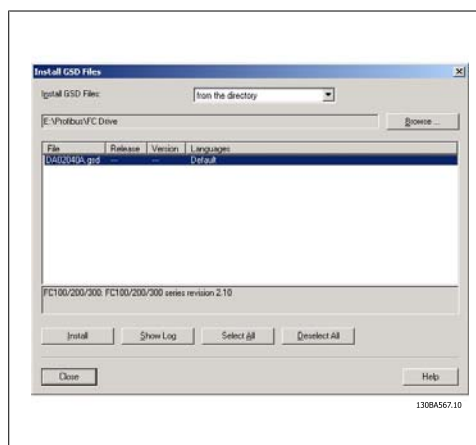 Install GSD Files
Install GSD Files:
from the directory
E:\Profibus\FC Drive
Browse ...
File Release Version Languages
DA02040A.gsd --- --- Default
FC100/200/300: FC100/200/300 series revision 2.10
Install Show Log Select All Deselect All
Close Help
130BA567.10